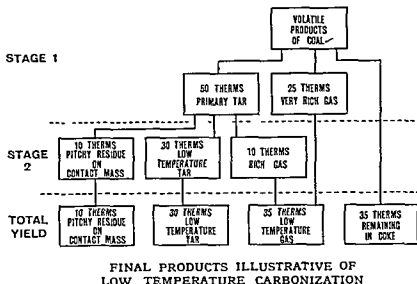 VOLATILE
PRODUCTS
OF COAL
STAGE 1
50 THERMS
PRIMARY TAR
25 THERMS
VERY RICH GAS
STAGE
2
10 THERMS
PITCHY RESIDUE
ON
CONTACT MASS
30 THERMS
LOW
TEMPERATURE
TAR
10 THERMS
RICH GAS
TOTAL
YIELD
10 THERMS
PITCHY RESIDUE
ON
CONTACT MASS
30 THERMS
LOW
TEMPERATURE
TAR
35 THERMS
LOW
TEMPERATURE
GAS
35 THERMS
REMAINING
IN COKE
FINAL PRODUCTS ILLUSTRATIVE OF
LOW TEMPERATURE CARBONIZATION